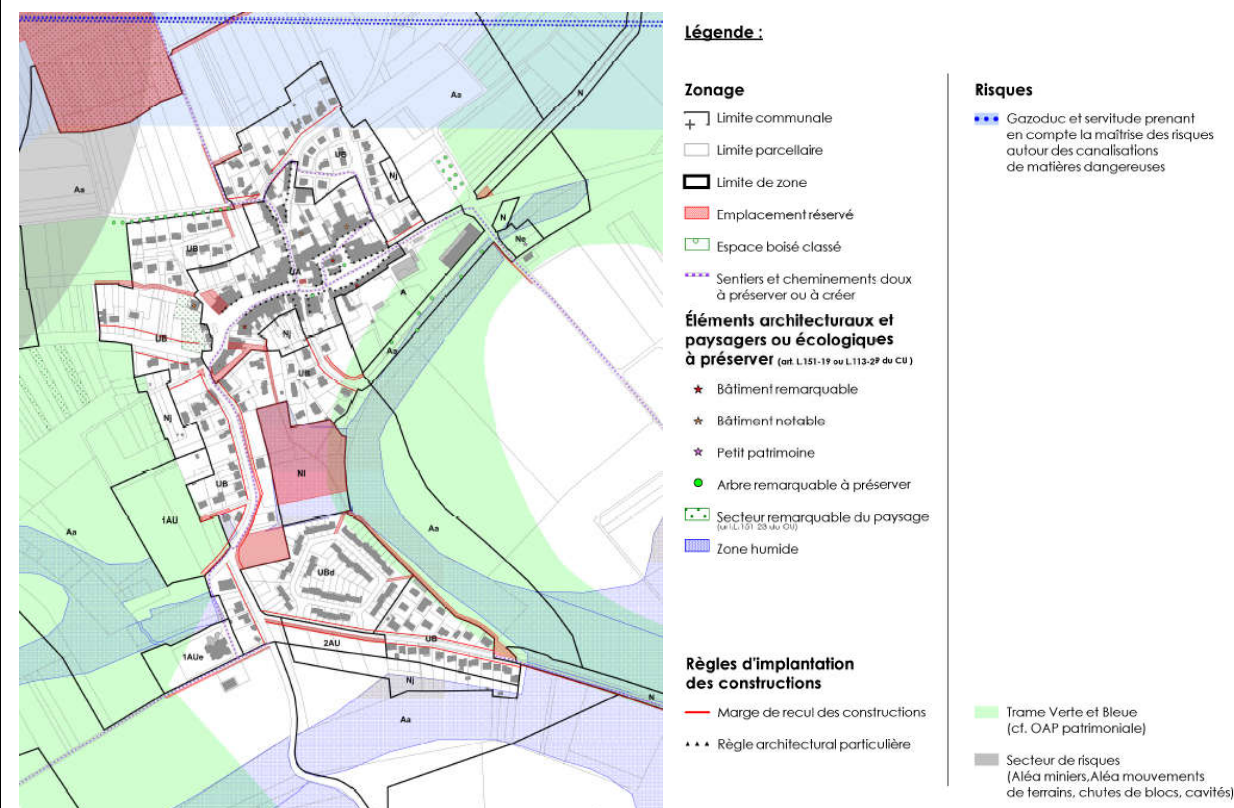 Aa
N
UB
Nj
Aa
N
Ne
UB
UA
A
Nj
Aa
UB
UB
Nj
Nl
UB
1AU
Aa
Aa
UBd
UB
2AU
1AUe
Nj
N
Aa
Légende :
Zonage
Limite communale
Limite parcellaire
Limite de zone
Emplacement réservé
Espace boisé classé
Sentiers et cheminements doux
à préserver ou à créer
Éléments architecturaux et
paysagers ou écologiques
à préserver (art. L.151-19 ou L.113-29 du CU )
Bâtiment remarquable
Bâtiment notable
Petit patrimoine
Arbre remarquable à préserver
Secteur remarquable du paysage
Zone humide
Règles d'implantation
des constructions
Marge de recul des constructions
Règle architectural particulière
Risques
Gazoduc et servitude prenant
en compte la maîtrise des risques
autour des canalisations
de matières dangereuses
Trame Verte et Bleue
(cf. OAP patrimoniale)
Secteur de risques
(Aléa miniers,Aléa mouvements
de terrains, chutes de blocs, cavités)